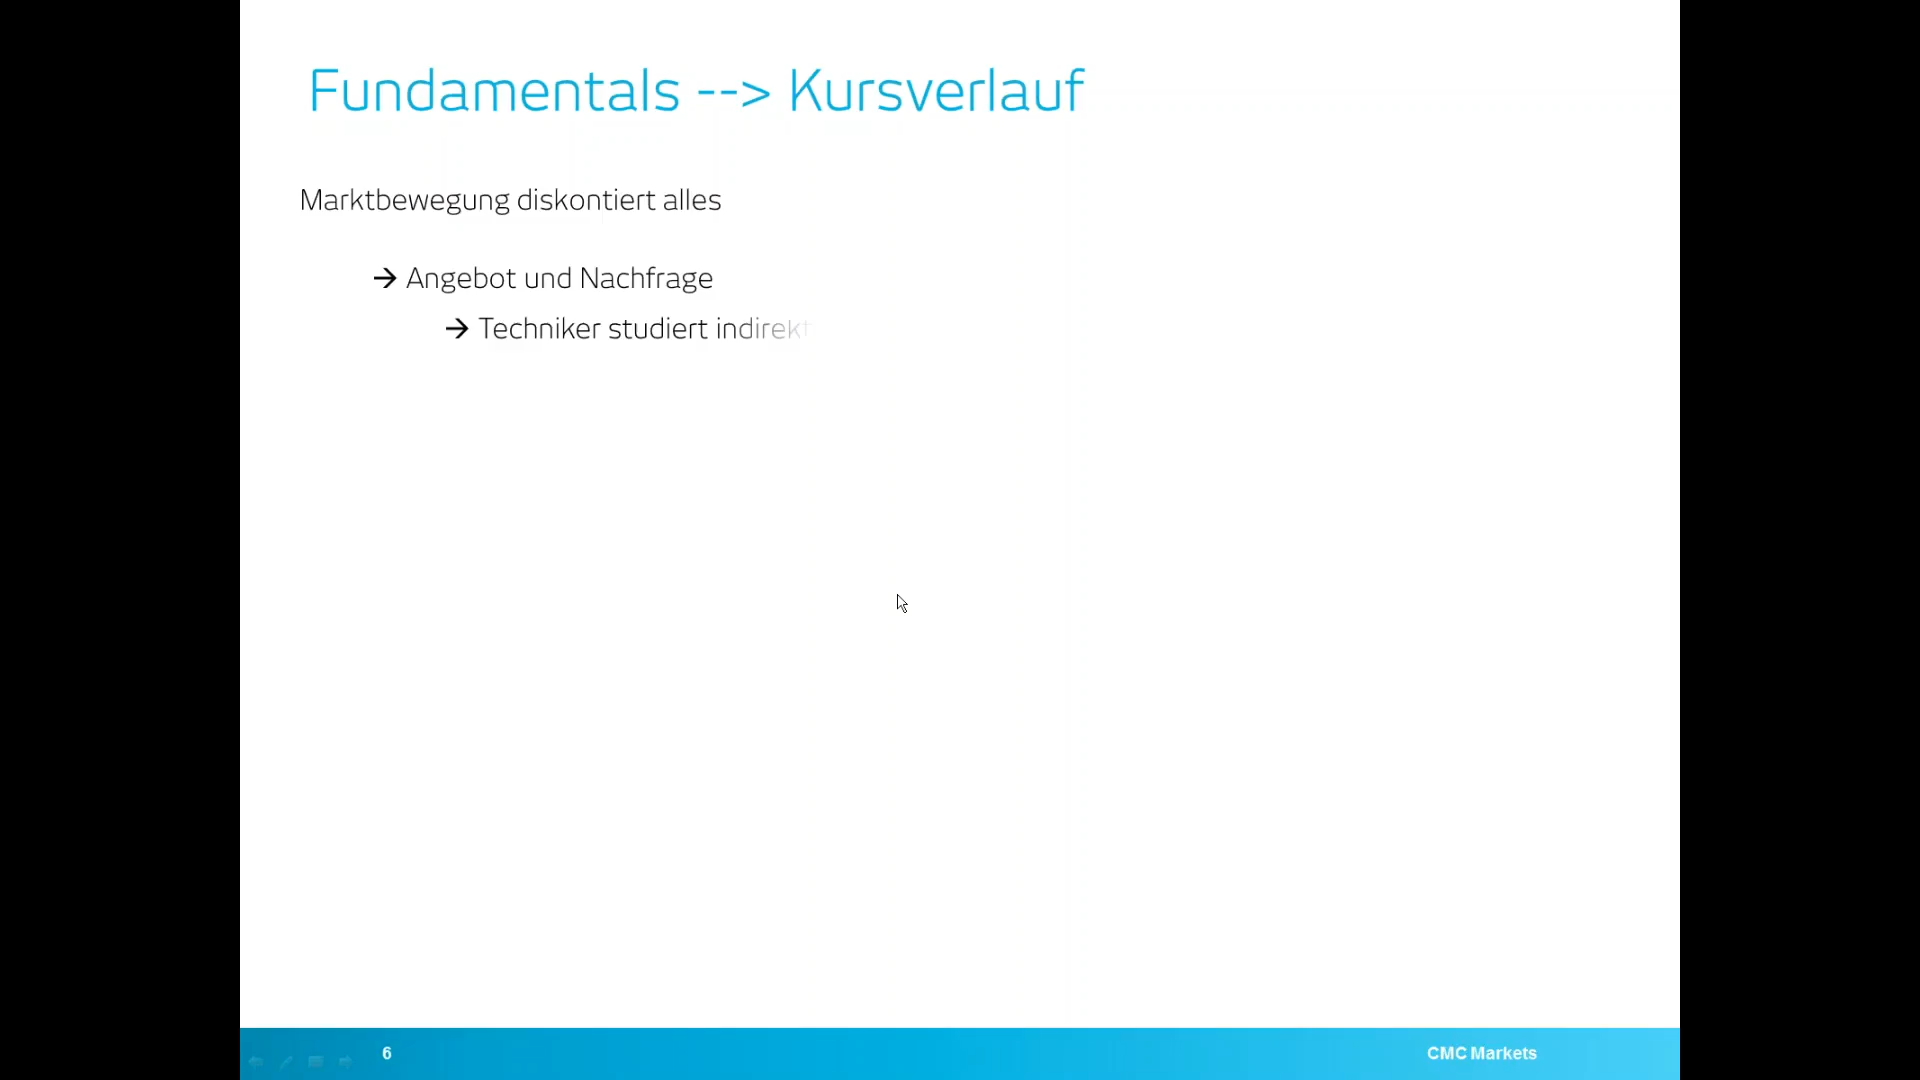 Fundamentals --> Kursverlauf
Marktbewegung diskontiert alles
→ Angebot und Nachfrage
→ Techniker studiert indirekt
6
CMC Markets